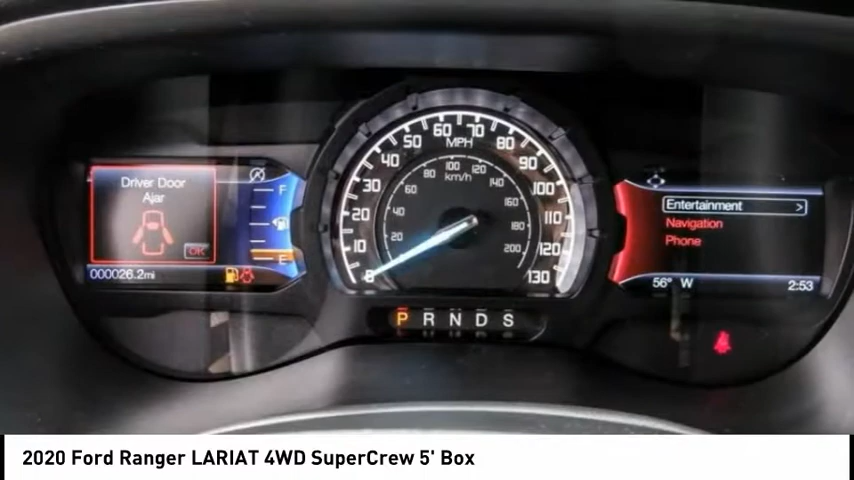 Driver Door
Ajar
OK
F
E
000026.2mi
0 10 20 30 40 50 60 70 80 90 100 110 120 130
MPH
20 40 60 80 100 120 140 160 180 200
km/h
P R N D S
Entertainment >
Navigation
Phone
56° W 2:53
2020 Ford Ranger LARIAT 4WD SuperCrew 5' Box